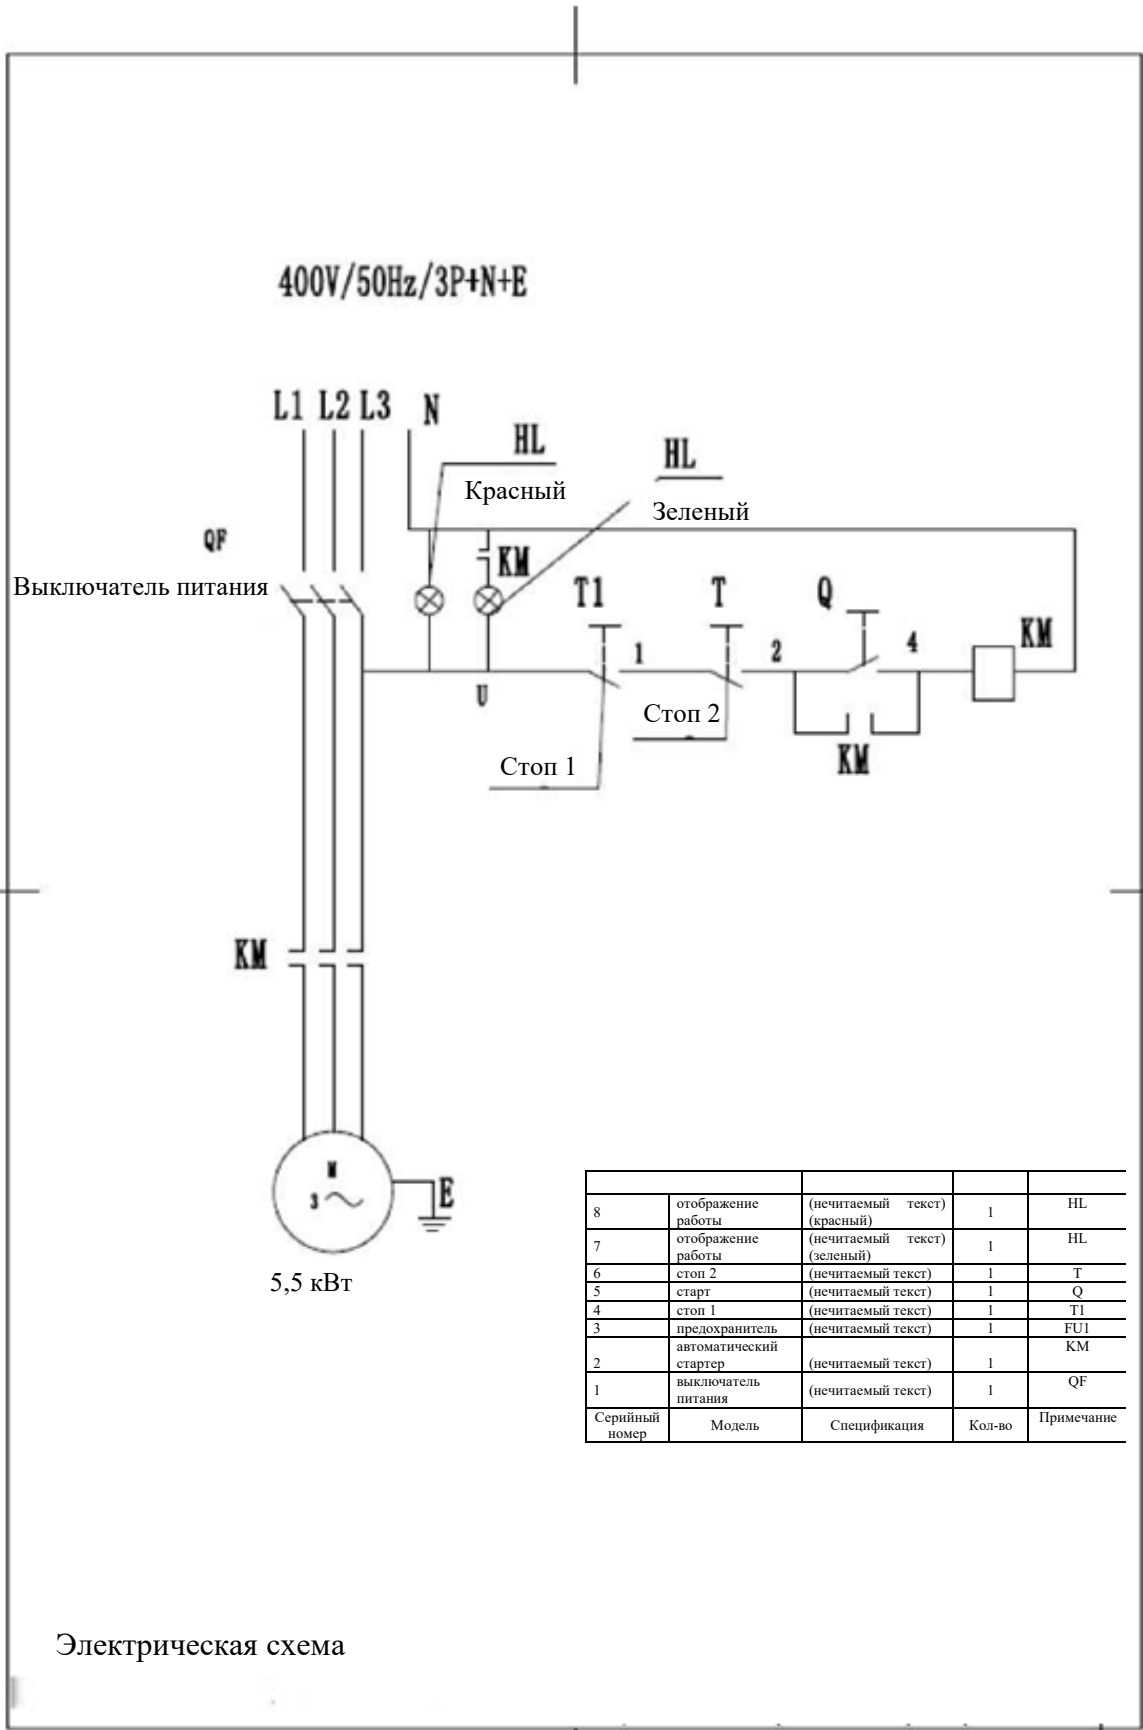 400V/50Hz/3P+N+E
L1 L2 L3 N
HL
HL
Красный
Зеленый
QF
KM
Выключатель питания
T1 T Q
KM
1 2 4
U
Стоп 2
Стоп 1
KM
KM
M
3
E
5,5 кВт
8 отображение работы (нечитаемый текст) (красный) 1 HL
7 отображение работы (нечитаемый текст) (зеленый) 1 HL
6 стоп 2 (нечитаемый текст) 1 T
5 старт (нечитаемый текст) 1 Q
4 стоп 1 (нечитаемый текст) 1 T1
3 предохранитель (нечитаемый текст) 1 FU1
2 автоматический стартер (нечитаемый текст) 1 KM
1 выключатель питания (нечитаемый текст) 1 QF
Серийный номер Модель Спецификация Кол-во Примечание
Электрическая схема